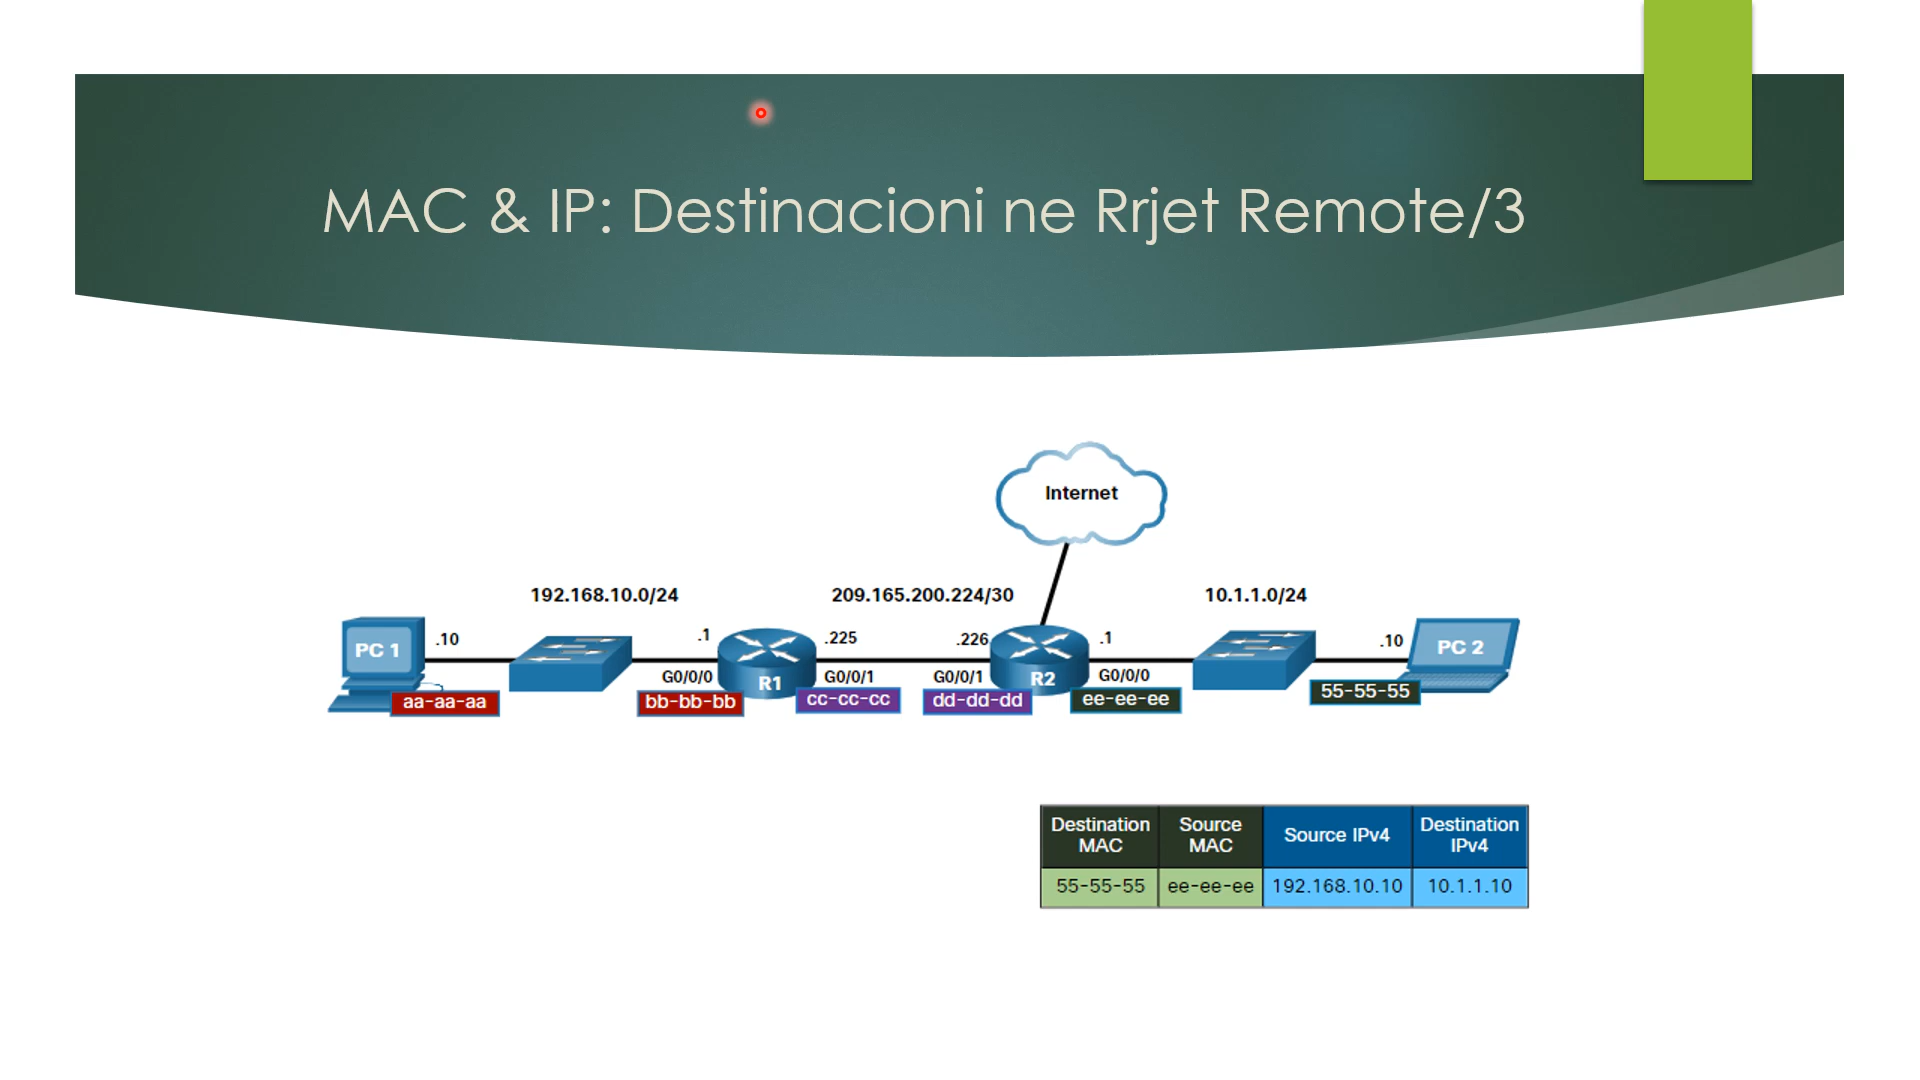 MAC & IP: Destinacioni ne Rrjet Remote/3
Internet
192.168.10.0/24
209.165.200.224/30
10.1.1.0/24
PC 1
.10
.1
.225
.226
.1
.10
PC 2
G0/0/0
R1
G0/0/1
G0/0/1
R2
G0/0/0
aa-aa-aa
bb-bb-bb
cc-cc-cc
dd-dd-dd
ee-ee-ee
55-55-55
Destination MAC
Source MAC
Source IPv4
Destination IPv4
55-55-55
ee-ee-ee
192.168.10.10
10.1.1.10